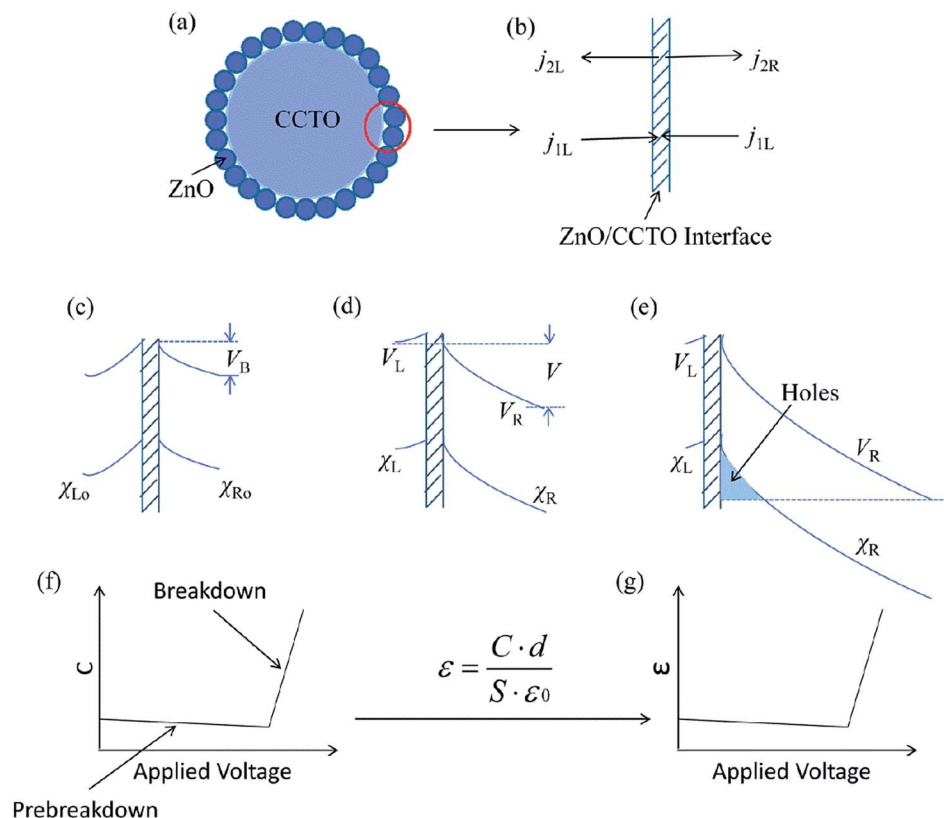 (a)
(b)
CCTO
ZnO
j2L
j2R
j1L
j1L
ZnO/CCTO Interface
(c)
(d)
(e)
VB
χLo
χRo
VL
V
VR
χL
χR
VL
Holes
VR
χL
χR
(f)
Breakdown
C
Applied Voltage
Prebreakdown
ε = C · d / S · ε0
(g)
ε
Applied Voltage